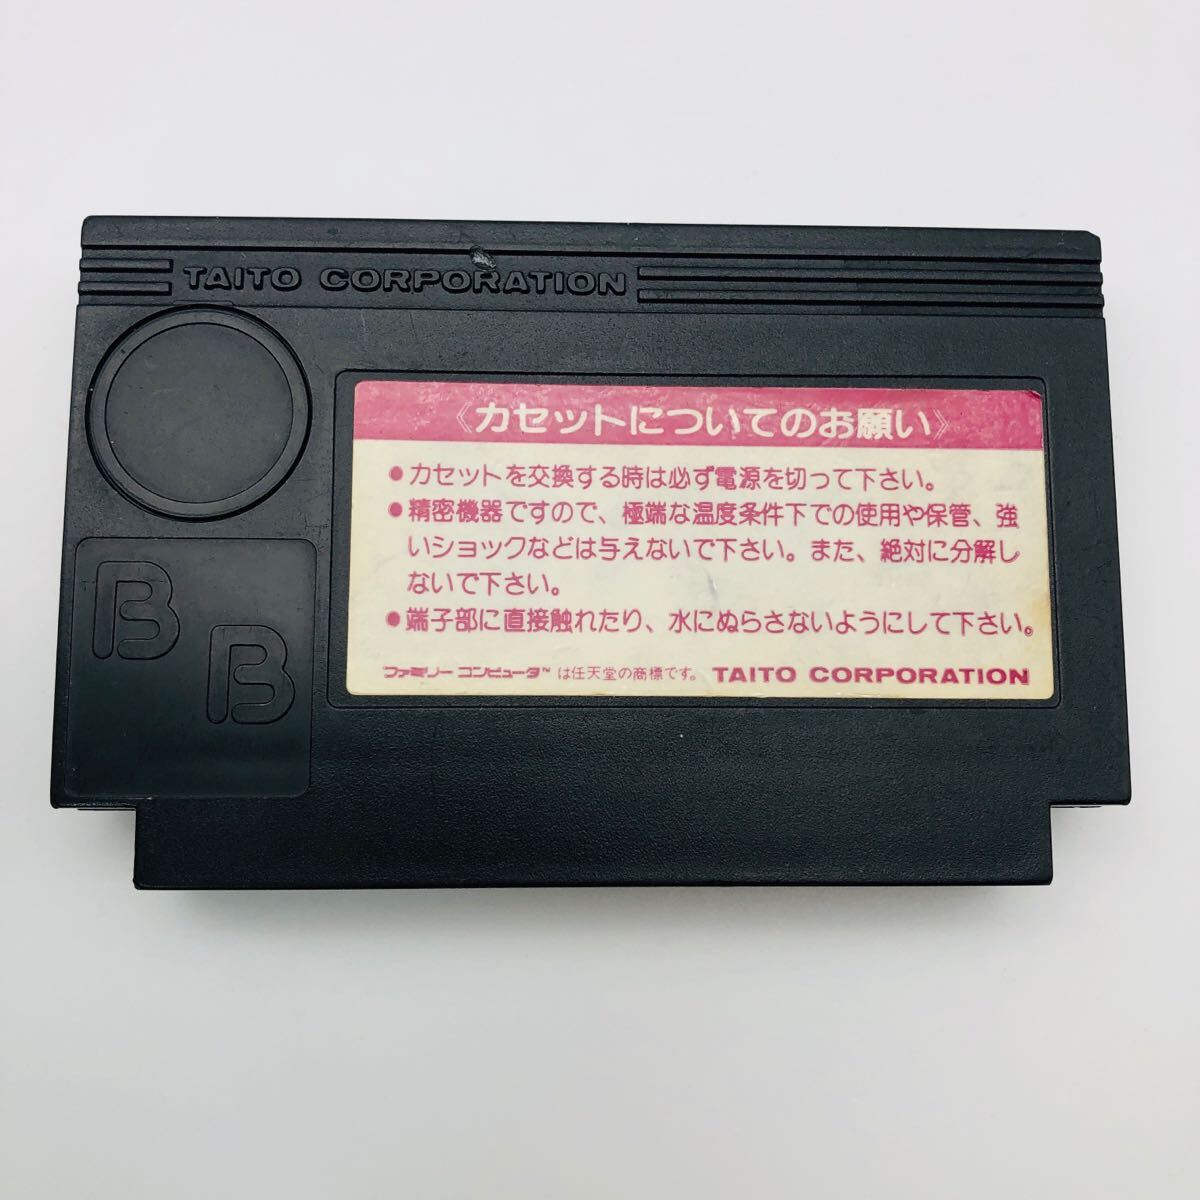 TAITO CORPORATION
《カセットについてのお願い》
●カセットを交換する時は必ず電源を切って下さい。
●精密機器ですので、極端な温度条件下での使用や保管、強
いショックなどは与えないで下さい。また、絶対に分解し
ないで下さい。
●端子部に直接触れたり、水にぬらさないようにして下さい。
ファミリーコンピュータ™は任天堂の商標です。 TAITO CORPORATION
B
B